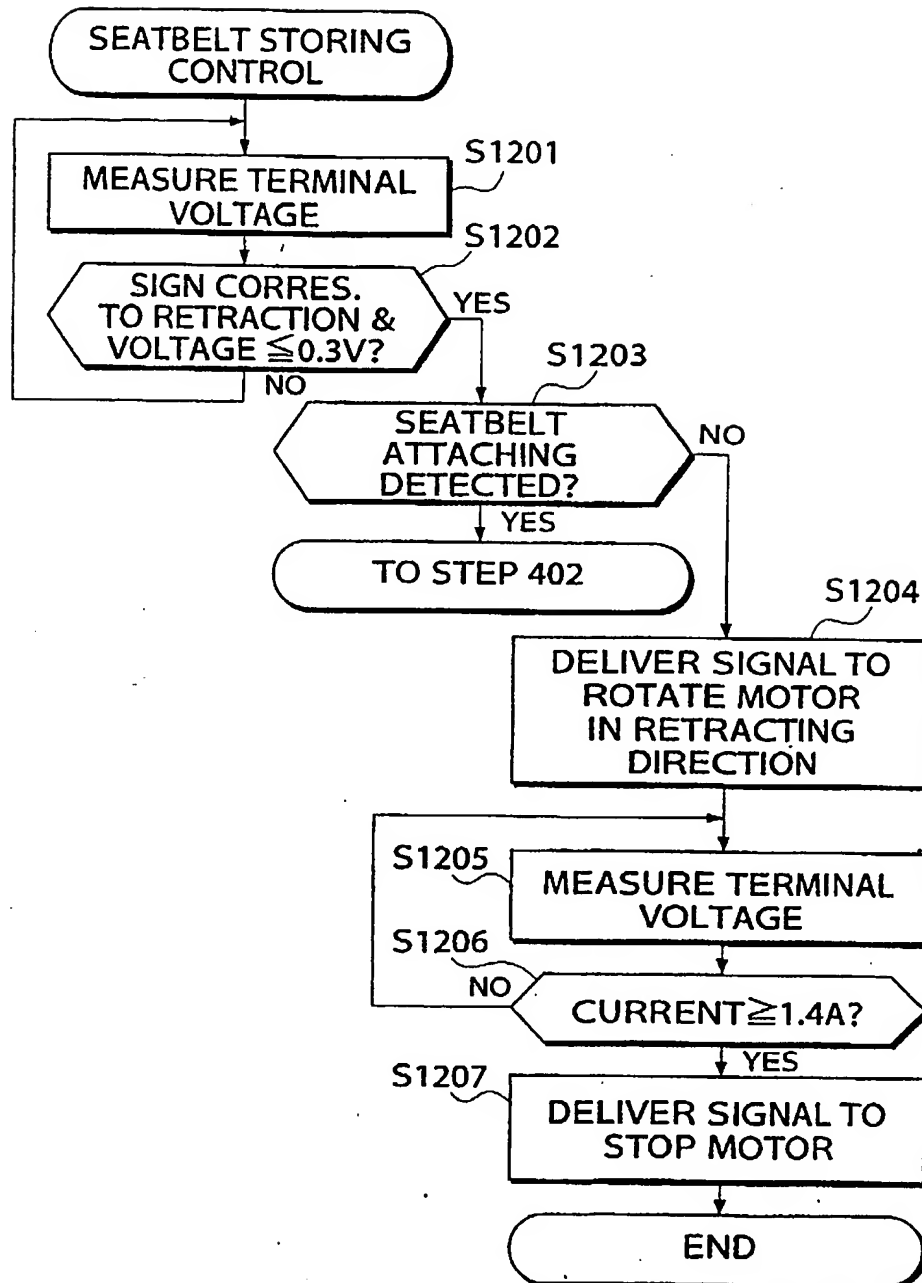 SEATBELT STORING
CONTROL
S1201
MEASURE TERMINAL
VOLTAGE
S1202
SIGN CORRES.
TO RETRACTION &
VOLTAGE ≦0.3V?
YES
NO
S1203
SEATBELT
ATTACHING
DETECTED?
NO
YES
TO STEP 402
S1204
DELIVER SIGNAL TO
ROTATE MOTOR
IN RETRACTING
DIRECTION
S1205
MEASURE TERMINAL
VOLTAGE
S1206
NO
CURRENT≧1.4A?
YES
S1207
DELIVER SIGNAL TO
STOP MOTOR
END